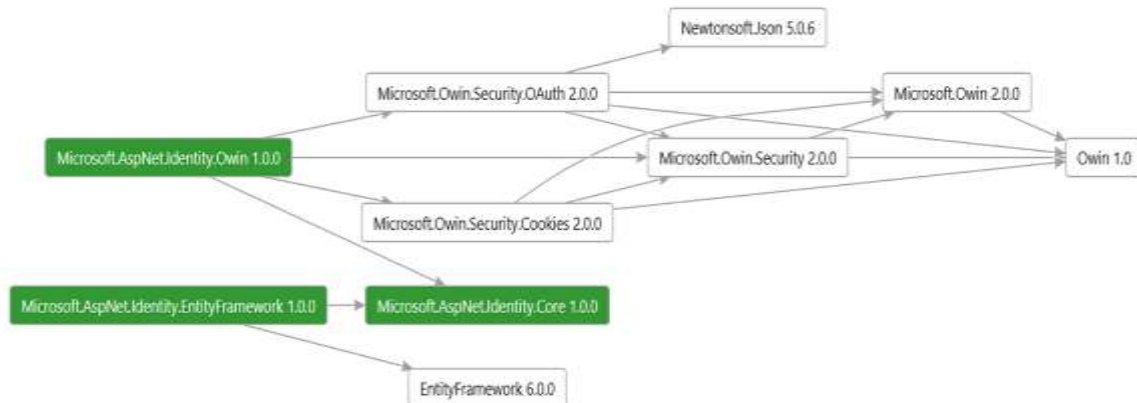 Newtonsoft.Json 5.0.6
Microsoft.Owin.Security.OAuth 2.0.0
Microsoft.Owin 2.0.0
Microsoft.AspNet.Identity.Owin 1.0.0
Microsoft.Owin.Security 2.0.0
Owin 1.0
Microsoft.Owin.Security.Cookies 2.0.0
Microsoft.AspNet.Identity.EntityFramework 1.0.0
Microsoft.AspNet.Identity.Core 1.0.0
EntityFramework 6.0.0